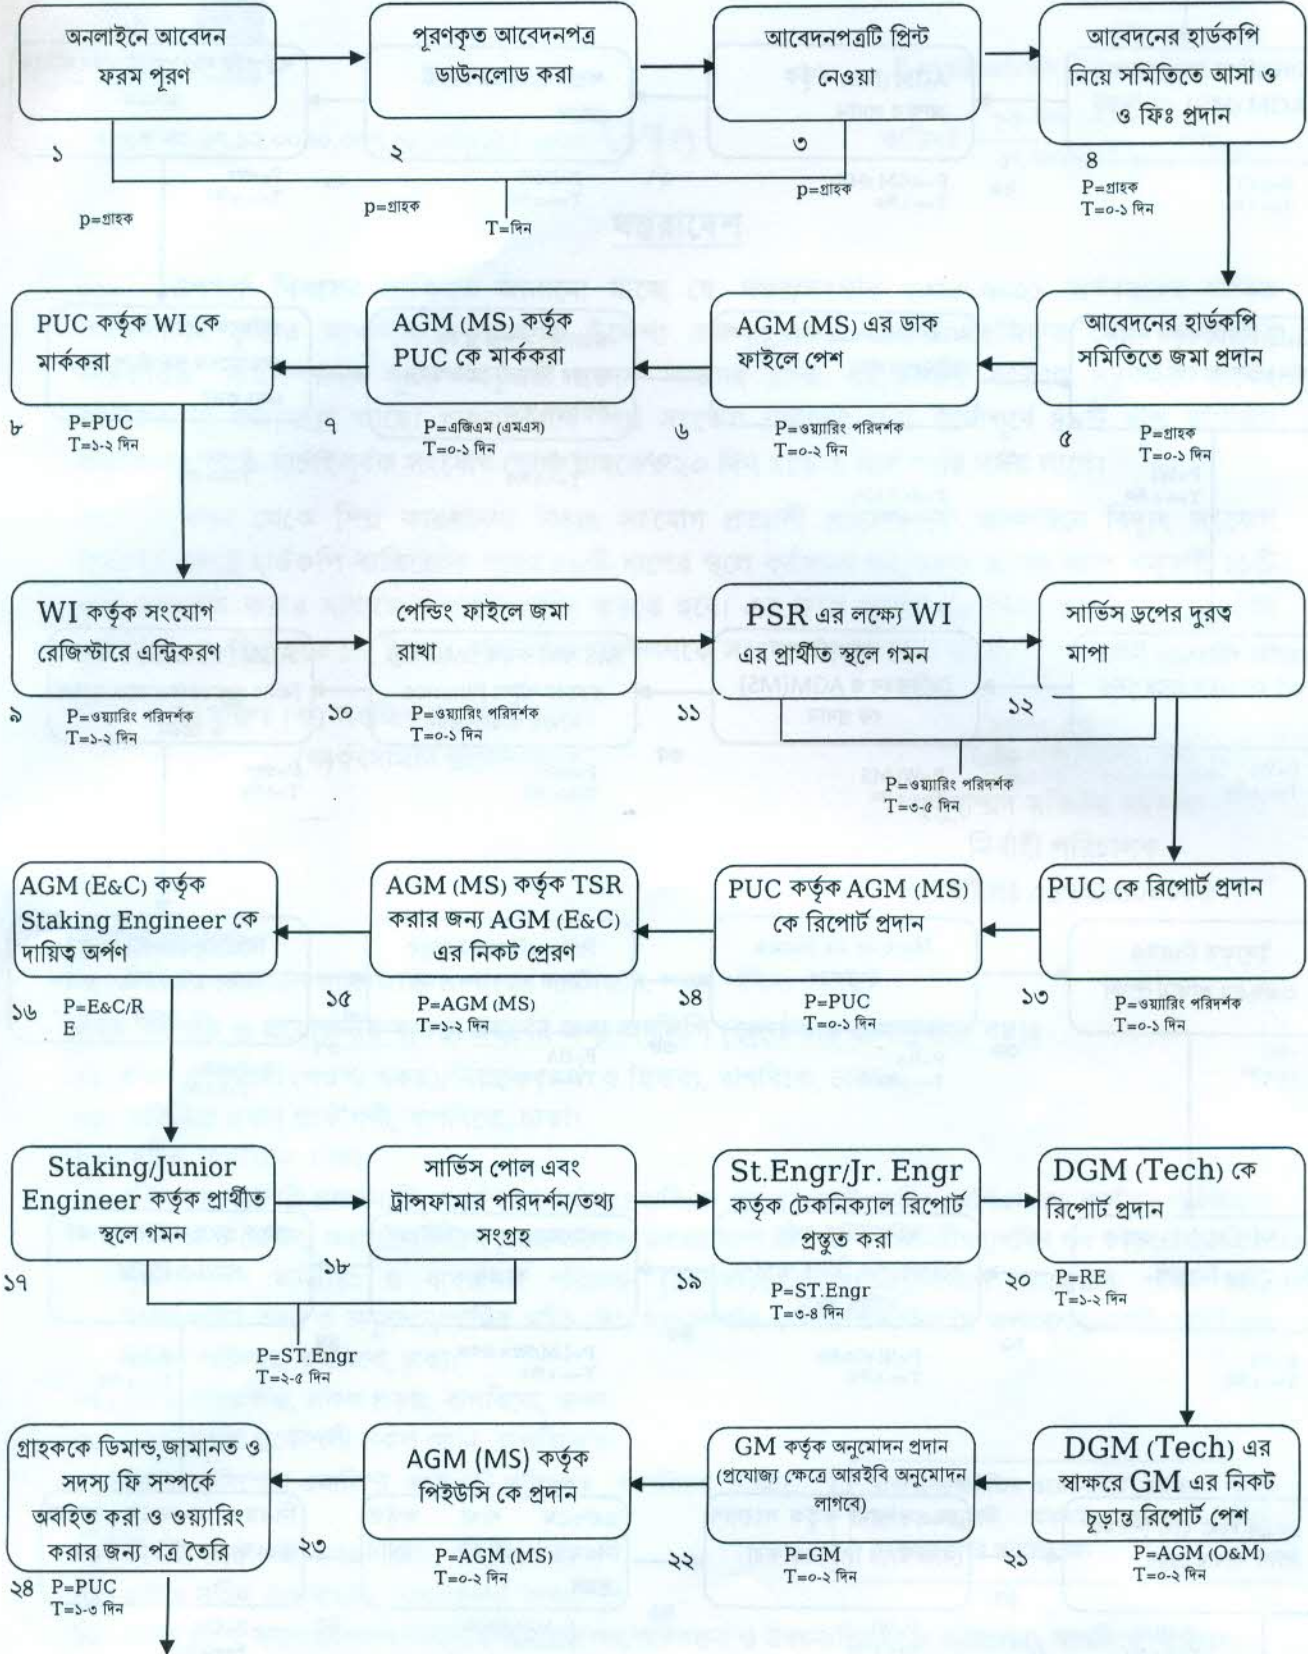 অনলাইনে আবেদন
ফরম পূরণ
১
p=গ্রাহক
পূরণকৃত আবেদনপত্র
ডাউনলোড করা
২
p=গ্রাহক
T=দিন
আবেদনপত্রটি প্রিন্ট
নেওয়া
৩
p=গ্রাহক
আবেদনের হার্ডকপি
নিয়ে সমিতিতে আসা ও
ও ফিঃ প্রদান
৪
P=গ্রাহক
T=০-১ দিন
আবেদনের হার্ডকপি
সমিতিতে জমা প্রদান
৫
P=গ্রাহক
T=০-১ দিন
AGM (MS) এর ডাক
ফাইলে পেশ
৬
P=ওয়্যারিং পরিদর্শক
T=০-২ দিন
AGM (MS) কর্তৃক
PUC কে মার্ককরা
৭
P=এজিএম (এমএস)
T=০-১ দিন
PUC কর্তৃক WI কে
মার্ককরা
৮
P=PUC
T=১-২ দিন
WI কর্তৃক সংযোগ
রেজিস্টারে এন্ট্রিকরণ
৯
P=ওয়্যারিং পরিদর্শক
T=১-২ দিন
পেন্ডিং ফাইলে জমা
রাখা
১০
P=ওয়্যারিং পরিদর্শক
T=০-১ দিন
PSR এর লক্ষ্যে WI
এর প্রার্থীত স্থলে গমন
১১
সার্ভিস ড্রপের দুরত্ব
মাপা
১২
P=ওয়্যারিং পরিদর্শক
T=৩-৫ দিন
PUC কে রিপোর্ট প্রদান
১৩
P=ওয়্যারিং পরিদর্শক
T=০-১ দিন
PUC কর্তৃক AGM (MS)
কে রিপোর্ট প্রদান
১৪
P=PUC
T=০-১ দিন
AGM (MS) কর্তৃক TSR
করার জন্য AGM (E&C)
এর নিকট প্রেরণ
১৫
P=AGM (MS)
T=১-২ দিন
AGM (E&C) কর্তৃক
Staking Engineer কে
দায়িত্ব অর্পণ
১৬
P=E&C/R
E
Staking/Junior
Engineer কর্তৃক প্রার্থীত
স্থলে গমন
১৭
সার্ভিস পোল এবং
ট্রান্সফামার পরিদর্শন/তথ্য
সংগ্রহ
১৮
P=ST.Engr
T=২-৫ দিন
St.Engr/Jr. Engr
কর্তৃক টেকনিক্যাল রিপোর্ট
প্রস্তুত করা
১৯
P=ST.Engr
T=৩-৪ দিন
DGM (Tech) কে
রিপোর্ট প্রদান
২০
P=RE
T=১-২ দিন
DGM (Tech) এর
স্বাক্ষরে GM এর নিকট
চূড়ান্ত রিপোর্ট পেশ
২১
P=AGM (O&M)
T=০-২ দিন
GM কর্তৃক অনুমোদন প্রদান
(প্রযোজ্য ক্ষেত্রে আরইবি অনুমোদন
লাগবে)
২২
P=GM
T=০-২ দিন
AGM (MS) কর্তৃক
পিইউসি কে প্রদান
২৩
P=AGM (MS)
T=০-২ দিন
গ্রাহককে ডিমান্ড,জামানত ও
সদস্য ফি সম্পর্কে
অবহিত করা ও ওয়্যারিং
করার জন্য পত্র তৈরি
২৪
P=PUC
T=১-৩ দিন